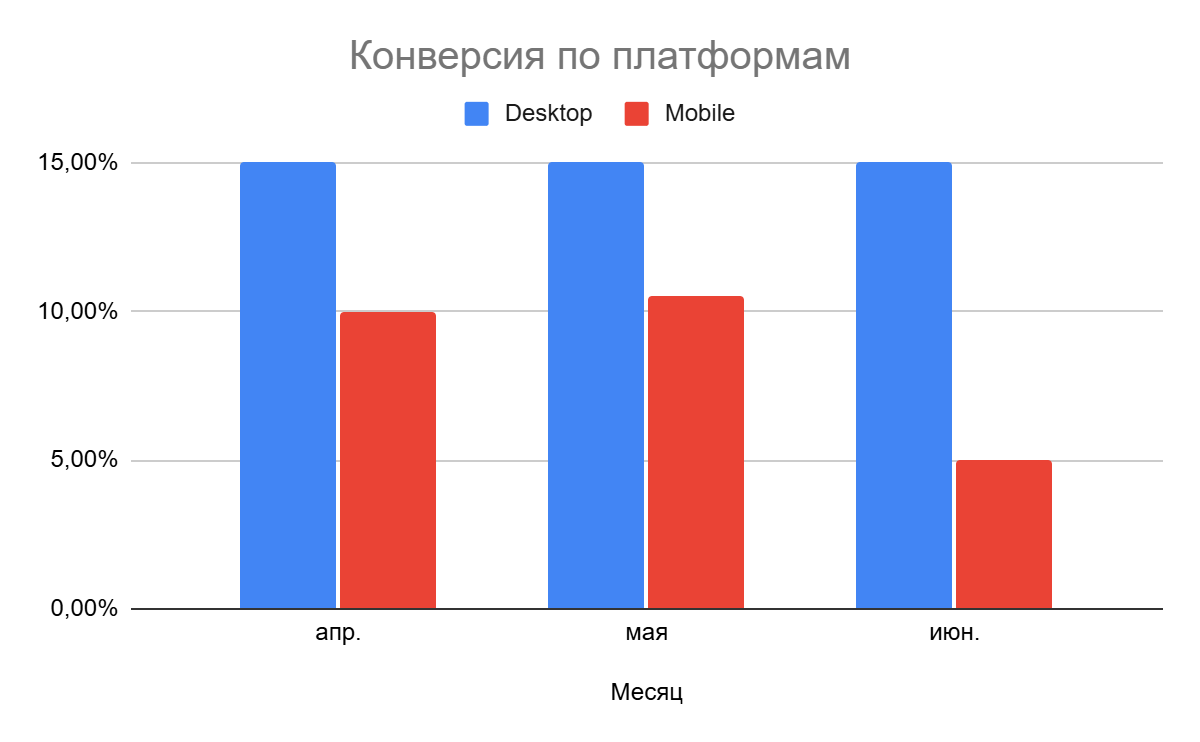 Конверсия по платформам
Desktop Mobile
15,00%
10,00%
5,00%
0,00%
апр. мая июн.
Месяц